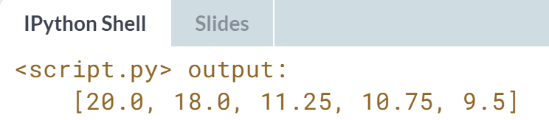 IPython Shell
Slides
<script.py> output:
[20.0, 18.0, 11.25, 10.75, 9.5]